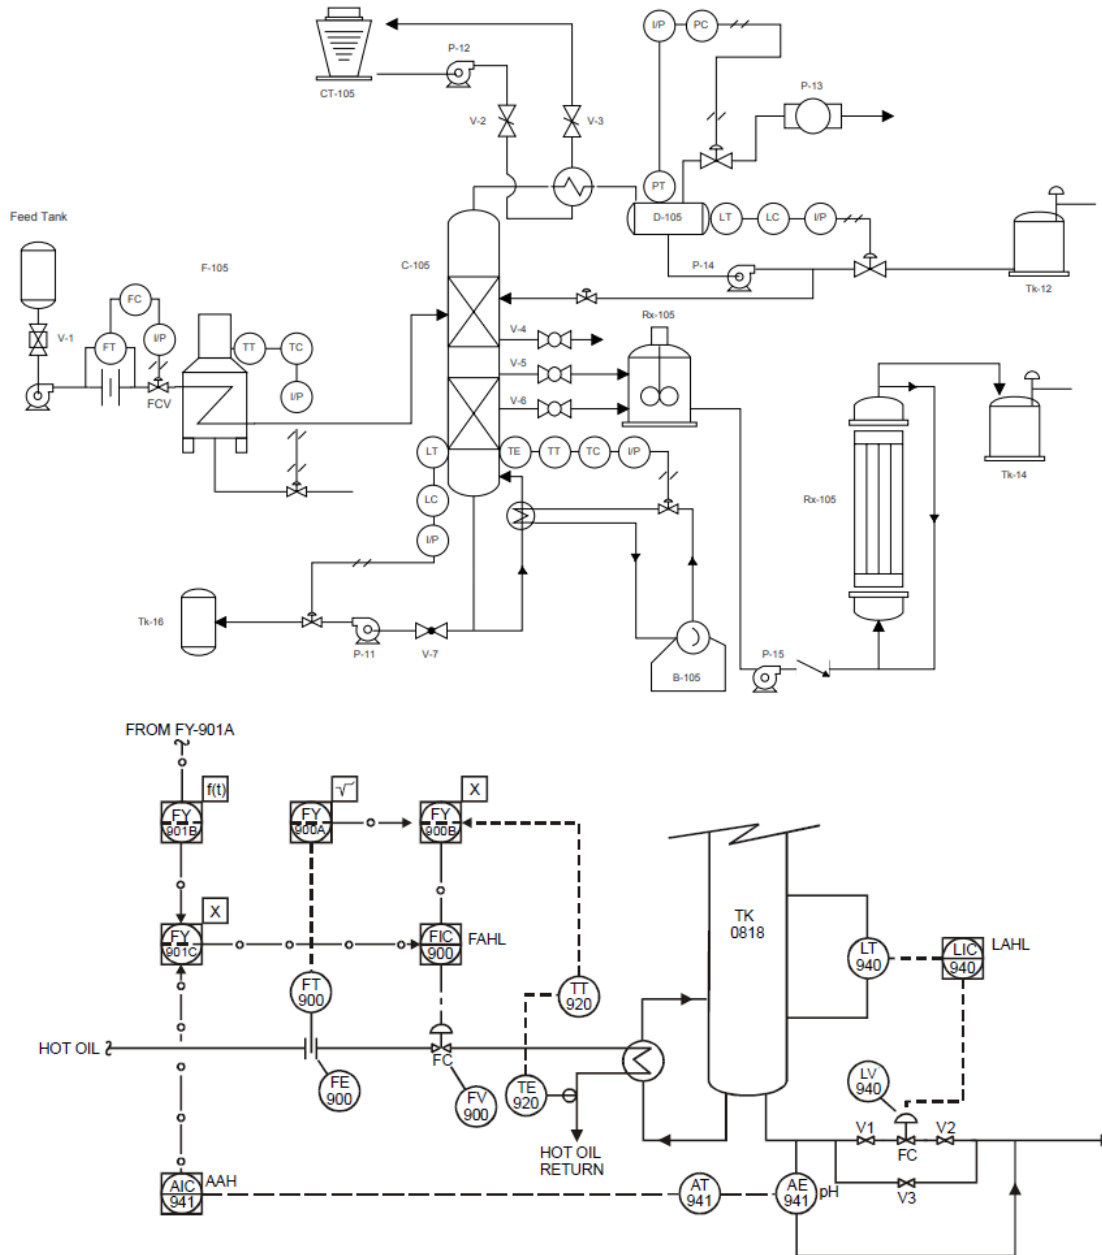 I/P
PC
P-12
P-13
CT-105
V-2
V-3
PT
Feed Tank
D-105
LT
LC
I/P
F-105
C-105
P-14
Tk-12
FC
Rx-105
V-1
FT
I/P
TT
TC
V-4
V-5
FCV
I/P
V-6
LT
TE
TT
TC
I/P
Tk-14
LC
Rx-105
I/P
Tk-16
P-11
V-7
P-15
B-105
FROM FY-901A
f(t)
√
X
FY
901B
FY
900A
FY
900B
X
TK
0818
FY
901C
FIC
900
FAHL
LT
940
LIC
940
LAHL
FT
900
TT
920
HOT OIL
FC
FE
900
FV
900
TE
920
LV
940
V1
V2
FC
HOT OIL
RETURN
V3
AIC
941
AAH
AT
941
AE
941
pH